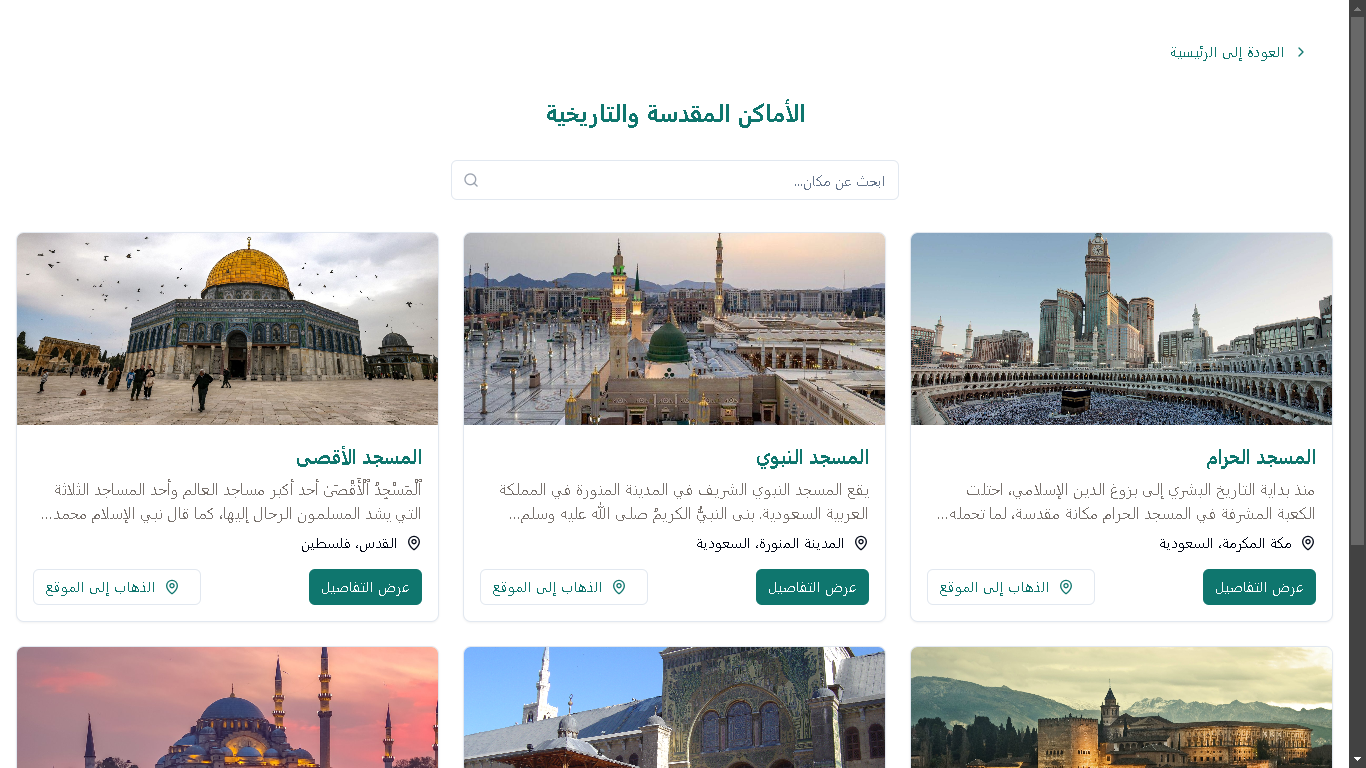 العودة إلى الرئيسية
الأماكن المقدسة والتاريخية
ابحث عن مكان...
المسجد الحرام
منذ بداية التاريخ البشري إلى بزوغ الدين الإسلامي، احتلت
الكعبة المشرفة في المسجد الحرام مكانة مقدسة، لما تحمله...
مكة المكرمة، السعودية
عرض التفاصيل
الذهاب إلى الموقع
المسجد النبوي
يقع المسجد النبوي الشريف في المدينة المنورة في المملكة
العربية السعودية. بنى النبيُّ الكريمُ صلى الله عليه وسلم...
المدينة المنورة، السعودية
عرض التفاصيل
الذهاب إلى الموقع
المسجد الأقصى
ٱلْمَسْجِدُ ٱلْأَقْصَىٰ أحد أكبر مساجد العالم وأحد المساجد الثلاثة
التي يشد المسلمون الرحال إليها، كما قال نبي الإسلام محمد...
القدس، فلسطين
عرض التفاصيل
الذهاب إلى الموقع